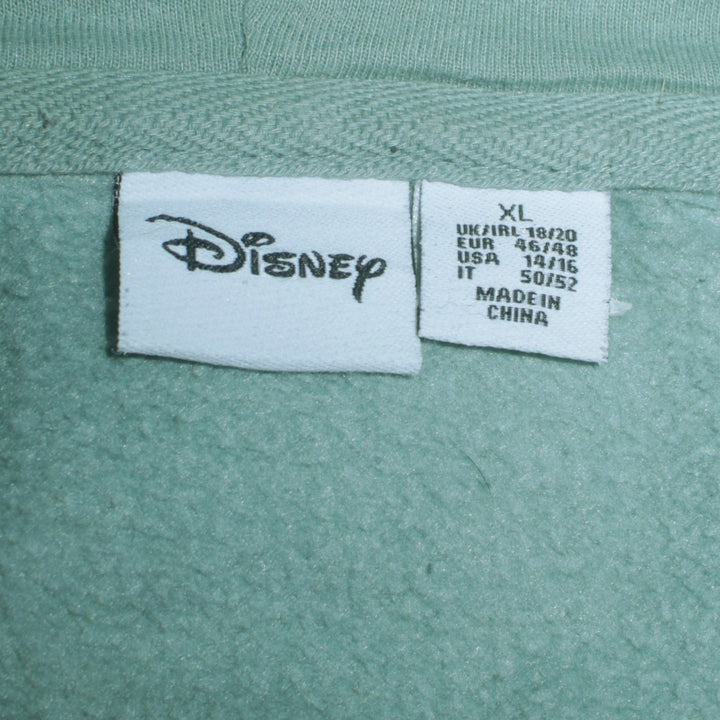 Disney
XL
UK/IRL 18/20
EUR 46/48
USA 14/16
IT 50/52
MADE IN
CHINA